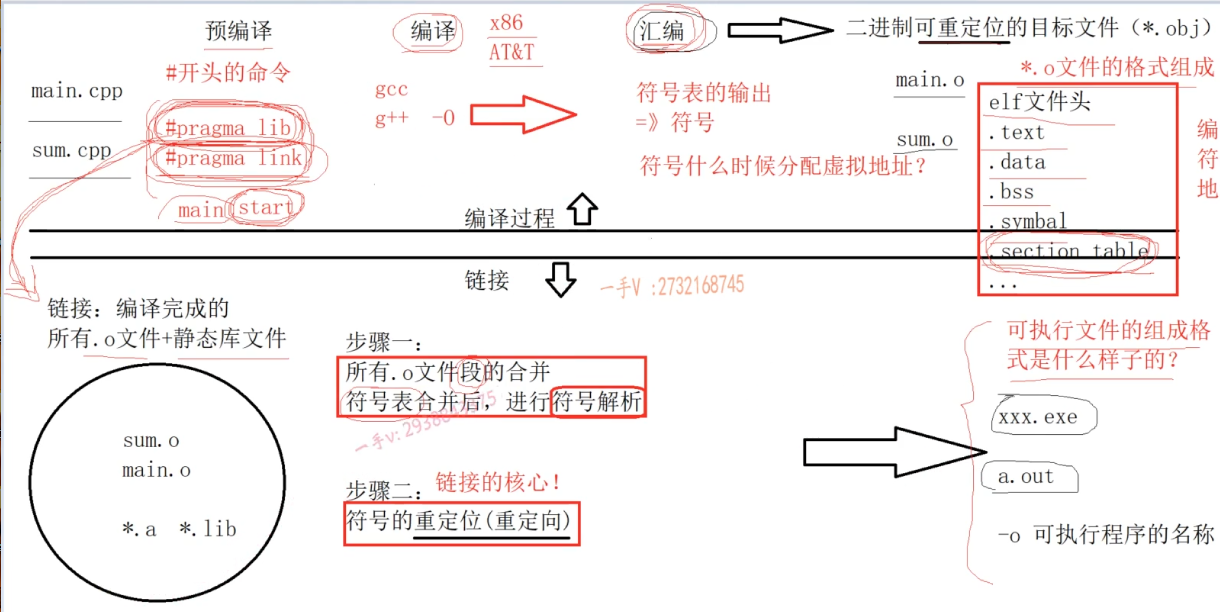 预编译
编译
x86
AT&T
汇编
二进制可重定位的目标文件（*.obj）
#开头的命令
*.o文件的格式组成
main.cpp
sum.cpp
#pragma lib
#pragma link
main start
gcc
g++ -O
符号表的输出
=》符号
符号什么时候分配虚拟地址？
main.o
sum.o
elf文件头
.text
.data
.bss
.symbal
.section table
...
编
符
地
编译过程
链接
一手V :2732168745
链接：编译完成的
所有.o文件+静态库文件
sum.o
main.o
*.a *.lib
步骤一：
所有.o文件段的合并
符号表合并后，进行符号解析
步骤二：链接的核心！
符号的重定位(重定向)
可执行文件的组成格
式是什么样子的？
xxx.exe
a.out
-o 可执行程序的名称